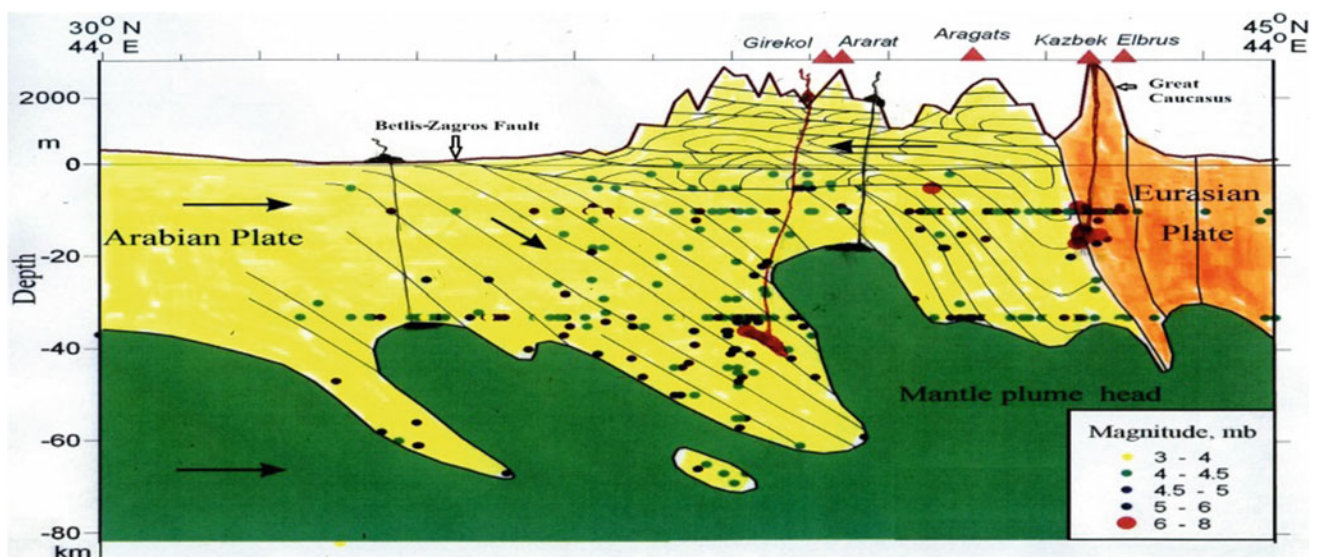 30° N
44° E
45° N
44° E
Girekol Ararat Aragats Kazbek Elbrus
Great
Caucasus
2000
m
0
Betlis-Zagros Fault
Arabian Plate
Eurasian
Plate
Depth
-20
-40
-60
-80
km
Mantle plume head
Magnitude, mb
3 - 4
4 - 4.5
4.5 - 5
5 - 6
6 - 8